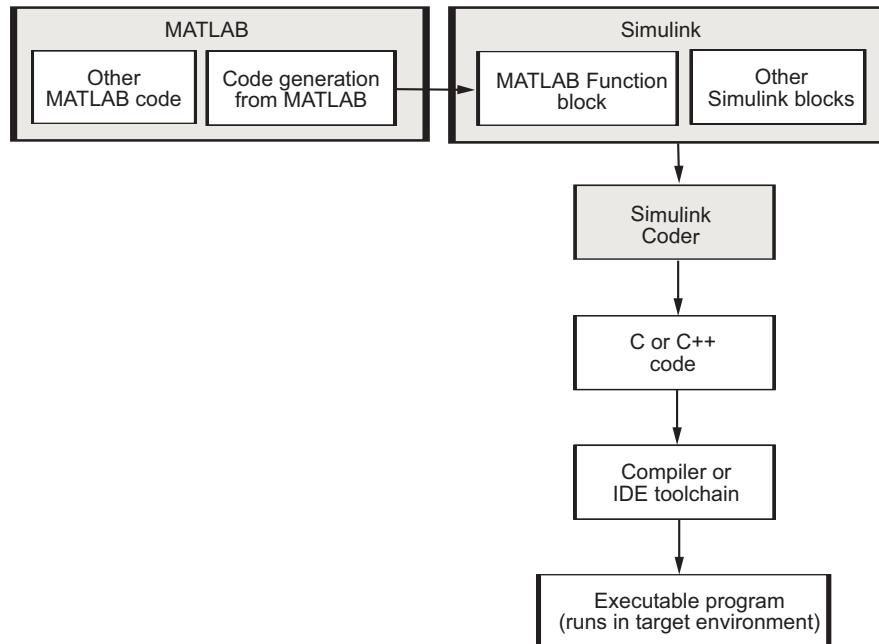 MATLAB
Other
MATLAB code
Code generation
from MATLAB
Simulink
MATLAB Function
block
Other
Simulink blocks
Simulink
Coder
C or C++
code
Compiler or
IDE toolchain
Executable program
(runs in target environment)